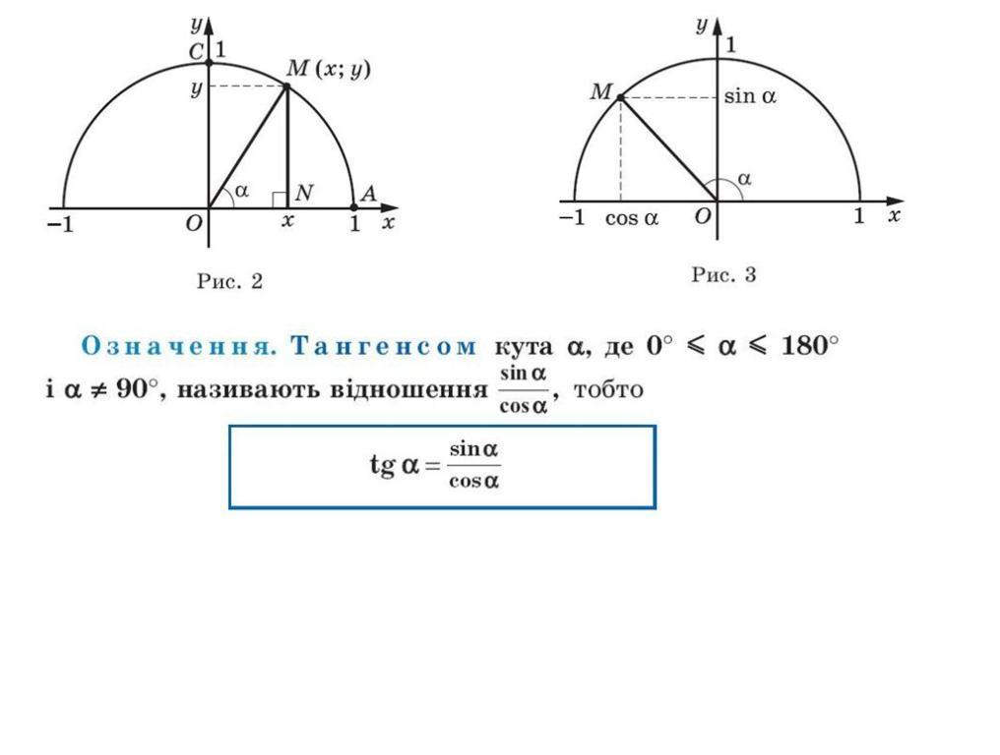 y
C 1
M (x; y)
y
α
N
A
–1
O
x
1
x
Рис. 2
y
1
M
sin α
α
–1
cos α
O
1
x
Рис. 3
Означення. Тангенсом кута α, де 0° ⩽ α ⩽ 180°
і α ≠ 90°, називають відношення sin α / cos α, тобто
tg α = sin α / cos α